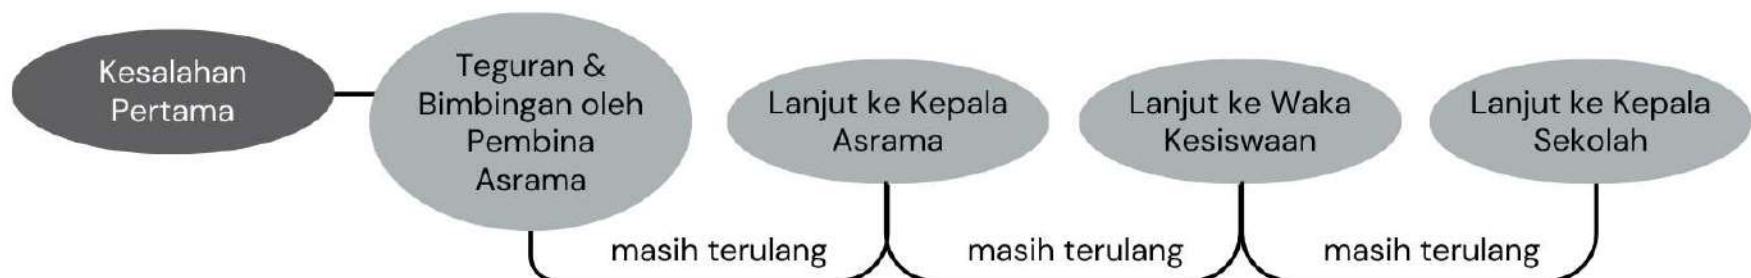 Kesalahan
Pertama
Teguran &
Bimbingan oleh
Pembina
Asrama
Lanjut ke Kepala
Asrama
Lanjut ke Waka
Kesiswaan
Lanjut ke Kepala
Sekolah
masih terulang
masih terulang
masih terulang